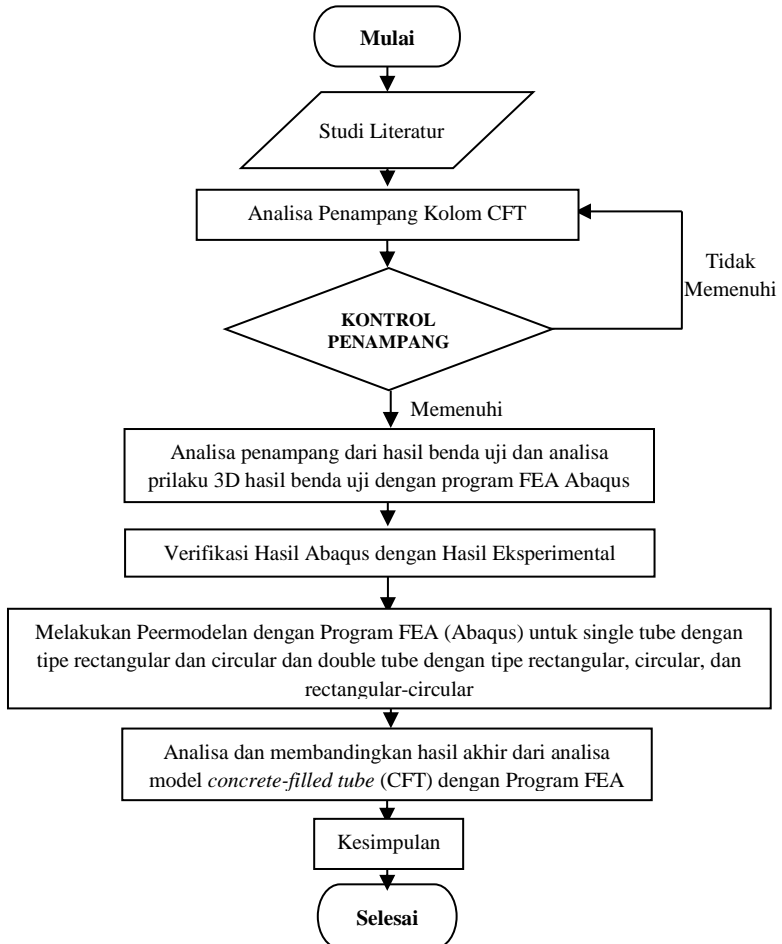 Mulai
Studi Literatur
Analisa Penampang Kolom CFT
Tidak
Memenuhi
KONTROL
PENAMPANG
Memenuhi
Analisa penampang dari hasil benda uji dan analisa
prilaku 3D hasil benda uji dengan program FEA Abaqus
Verifikasi Hasil Abaqus dengan Hasil Eksperimental
Melakukan Peermodelan dengan Program FEA (Abaqus) untuk single tube dengan
tipe rectangular dan circular dan double tube dengan tipe rectangular, circular, dan
rectangular-circular
Analisa dan membandingkan hasil akhir dari analisa
model concrete-filled tube (CFT) dengan Program FEA
Kesimpulan
Selesai